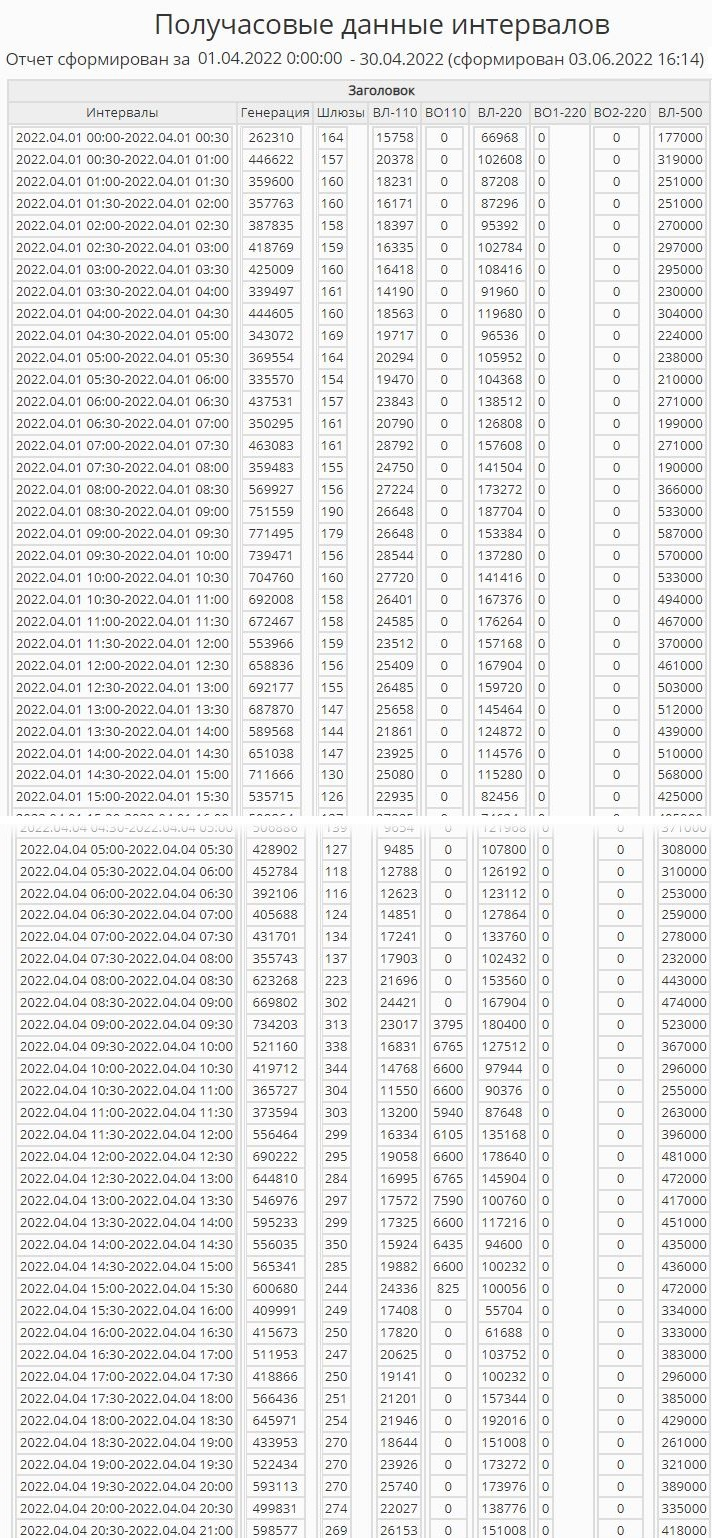 Получасовые данные интервалов
Отчет сформирован за 01.04.2022 0:00:00 - 30.04.2022 (сформирован 03.06.2022 16:14)
Заголовок
Интервалы Генерация Шлюзы ВЛ-110 ВО110 ВЛ-220 ВО1-220 ВО2-220 ВЛ-500
2022.04.01 00:00-2022.04.01 00:30 262310 164 15758 0 66968 0 0 177000
2022.04.01 00:30-2022.04.01 01:00 446622 157 20378 0 102608 0 0 319000
2022.04.01 01:00-2022.04.01 01:30 359600 160 18231 0 87208 0 0 251000
2022.04.01 01:30-2022.04.01 02:00 357763 160 16171 0 87296 0 0 251000
2022.04.01 02:00-2022.04.01 02:30 387835 158 18397 0 95392 0 0 270000
2022.04.01 02:30-2022.04.01 03:00 418769 159 16335 0 102784 0 0 297000
2022.04.01 03:00-2022.04.01 03:30 425009 160 16418 0 108416 0 0 295000
2022.04.01 03:30-2022.04.01 04:00 339497 161 14190 0 91960 0 0 230000
2022.04.01 04:00-2022.04.01 04:30 444605 160 18563 0 119680 0 0 304000
2022.04.01 04:30-2022.04.01 05:00 343072 169 19717 0 96536 0 0 224000
2022.04.01 05:00-2022.04.01 05:30 369554 164 20294 0 105952 0 0 238000
2022.04.01 05:30-2022.04.01 06:00 335570 154 19470 0 104368 0 0 210000
2022.04.01 06:00-2022.04.01 06:30 437531 157 23843 0 138512 0 0 271000
2022.04.01 06:30-2022.04.01 07:00 350295 161 20790 0 126808 0 0 199000
2022.04.01 07:00-2022.04.01 07:30 463083 161 28792 0 157608 0 0 271000
2022.04.01 07:30-2022.04.01 08:00 359483 155 24750 0 141504 0 0 190000
2022.04.01 08:00-2022.04.01 08:30 569927 156 27224 0 173272 0 0 366000
2022.04.01 08:30-2022.04.01 09:00 751559 190 26648 0 187704 0 0 533000
2022.04.01 09:00-2022.04.01 09:30 771495 179 26648 0 153384 0 0 587000
2022.04.01 09:30-2022.04.01 10:00 739471 156 28544 0 137280 0 0 570000
2022.04.01 10:00-2022.04.01 10:30 704760 160 27720 0 141416 0 0 533000
2022.04.01 10:30-2022.04.01 11:00 692008 158 26401 0 167376 0 0 494000
2022.04.01 11:00-2022.04.01 11:30 672467 158 24585 0 176264 0 0 467000
2022.04.01 11:30-2022.04.01 12:00 553966 159 23512 0 157168 0 0 370000
2022.04.01 12:00-2022.04.01 12:30 658836 156 25409 0 167904 0 0 461000
2022.04.01 12:30-2022.04.01 13:00 692177 155 26485 0 159720 0 0 503000
2022.04.01 13:00-2022.04.01 13:30 687870 147 25658 0 145464 0 0 512000
2022.04.01 13:30-2022.04.01 14:00 589568 144 21861 0 124872 0 0 439000
2022.04.01 14:00-2022.04.01 14:30 651038 147 23925 0 114576 0 0 510000
2022.04.01 14:30-2022.04.01 15:00 711666 130 25080 0 115280 0 0 568000
2022.04.01 15:00-2022.04.01 15:30 535715 126 22935 0 82456 0 0 425000
2022.04.04 05:00-2022.04.04 05:30 428902 127 9485 0 107800 0 0 308000
2022.04.04 05:30-2022.04.04 06:00 452784 118 12788 0 126192 0 0 310000
2022.04.04 06:00-2022.04.04 06:30 392106 116 12623 0 123112 0 0 253000
2022.04.04 06:30-2022.04.04 07:00 405688 124 14851 0 127864 0 0 259000
2022.04.04 07:00-2022.04.04 07:30 431701 134 17241 0 133760 0 0 278000
2022.04.04 07:30-2022.04.04 08:00 355743 137 17903 0 102432 0 0 232000
2022.04.04 08:00-2022.04.04 08:30 623268 223 21696 0 153560 0 0 443000
2022.04.04 08:30-2022.04.04 09:00 669802 302 24421 0 167904 0 0 474000
2022.04.04 09:00-2022.04.04 09:30 734203 313 23017 3795 180400 0 0 523000
2022.04.04 09:30-2022.04.04 10:00 521160 338 16831 6765 127512 0 0 367000
2022.04.04 10:00-2022.04.04 10:30 419712 344 14768 6600 97944 0 0 296000
2022.04.04 10:30-2022.04.04 11:00 365727 304 11550 6600 90376 0 0 255000
2022.04.04 11:00-2022.04.04 11:30 373594 303 13200 5940 87648 0 0 263000
2022.04.04 11:30-2022.04.04 12:00 556464 299 16334 6105 135168 0 0 396000
2022.04.04 12:00-2022.04.04 12:30 690222 295 19058 6600 178640 0 0 481000
2022.04.04 12:30-2022.04.04 13:00 644810 284 16995 6765 145904 0 0 472000
2022.04.04 13:00-2022.04.04 13:30 546976 297 17572 7590 100760 0 0 417000
2022.04.04 13:30-2022.04.04 14:00 595233 299 17325 6600 117216 0 0 451000
2022.04.04 14:00-2022.04.04 14:30 556035 350 15924 6435 94600 0 0 435000
2022.04.04 14:30-2022.04.04 15:00 565341 285 19882 6600 100232 0 0 436000
2022.04.04 15:00-2022.04.04 15:30 600680 244 24336 825 100056 0 0 472000
2022.04.04 15:30-2022.04.04 16:00 409991 249 17408 0 55704 0 0 334000
2022.04.04 16:00-2022.04.04 16:30 415673 250 17820 0 61688 0 0 333000
2022.04.04 16:30-2022.04.04 17:00 511953 247 20625 0 103752 0 0 383000
2022.04.04 17:00-2022.04.04 17:30 418866 250 19141 0 100232 0 0 296000
2022.04.04 17:30-2022.04.04 18:00 566436 251 21201 0 157344 0 0 385000
2022.04.04 18:00-2022.04.04 18:30 645971 254 21946 0 192016 0 0 429000
2022.04.04 18:30-2022.04.04 19:00 433953 270 18644 0 151008 0 0 261000
2022.04.04 19:00-2022.04.04 19:30 522434 270 23926 0 173272 0 0 321000
2022.04.04 19:30-2022.04.04 20:00 593113 270 25740 0 173976 0 0 389000
2022.04.04 20:00-2022.04.04 20:30 499831 274 22027 0 138776 0 0 335000
2022.04.04 20:30-2022.04.04 21:00 598577 269 26153 0 151008 0 0 418000